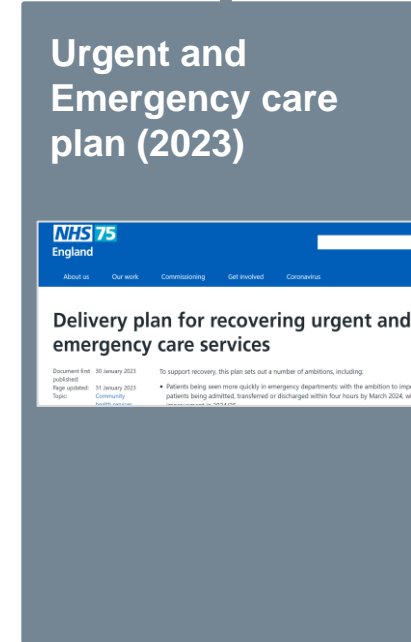 Urgent and
Emergency care
plan (2023)
NHS 75
England
About us Our work Commissioning Get involved Coronavirus
Delivery plan for recovering urgent and
emergency care services
Document first published: 30 January 2023
Page updated: 31 January 2023
Topic: Community
To support recovery, this plan sets out a number of ambitions, including:
• Patients being seen more quickly in emergency departments: with the ambition to
patients being admitted, transferred or discharged within four hours by March 2024,